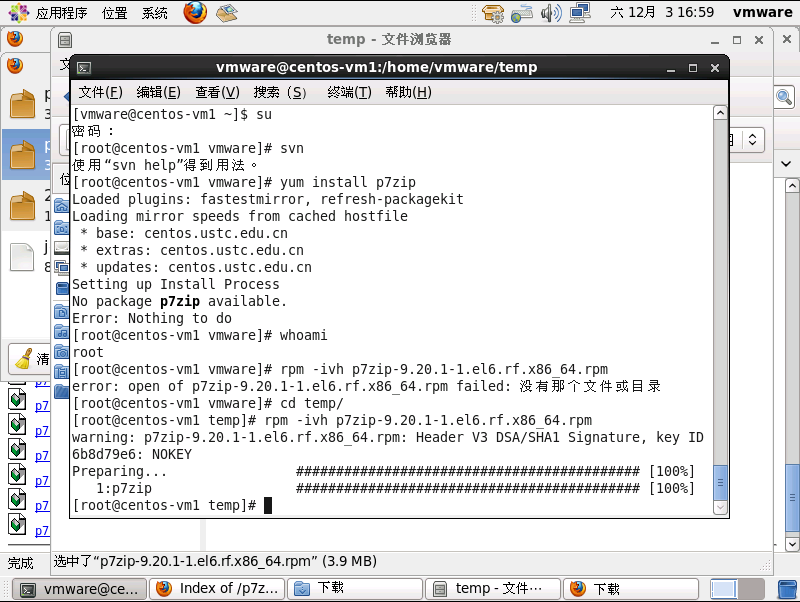 应用程序 位置 系统 六 12月 3 16:59 vmware
temp - 文件浏览器
vmware@centos-vm1:/home/vmware/temp
文件(F) 编辑(E) 查看(V) 搜索 (S) 终端(T) 帮助(H)
[vmware@centos-vm1 ~]$ su
密码：
[root@centos-vm1 vmware]# svn
使用“svn help”得到用法。
[root@centos-vm1 vmware]# yum install p7zip
Loaded plugins: fastestmirror, refresh-packagekit
Loading mirror speeds from cached hostfile
 * base: centos.ustc.edu.cn
 * extras: centos.ustc.edu.cn
 * updates: centos.ustc.edu.cn
Setting up Install Process
No package p7zip available.
Error: Nothing to do
[root@centos-vm1 vmware]# whoami
root
[root@centos-vm1 vmware]# rpm -ivh p7zip-9.20.1-1.el6.rf.x86_64.rpm
error: open of p7zip-9.20.1-1.el6.rf.x86_64.rpm failed: 没有那个文件或目录
[root@centos-vm1 vmware]# cd temp/
[root@centos-vm1 temp]# rpm -ivh p7zip-9.20.1-1.el6.rf.x86_64.rpm
warning: p7zip-9.20.1-1.el6.rf.x86_64.rpm: Header V3 DSA/SHA1 Signature, key ID
6b8d79e6: NOKEY
Preparing... ########################################### [100%]
1:p7zip ########################################### [100%]
[root@centos-vm1 temp]#
清
p7
p7
p7
p7
p7
p7
完成
选中了“p7zip-9.20.1-1.el6.rf.x86_64.rpm” (3.9 MB)
vmware@ce... Index of /p7z... 下载 temp - 文件... 下载